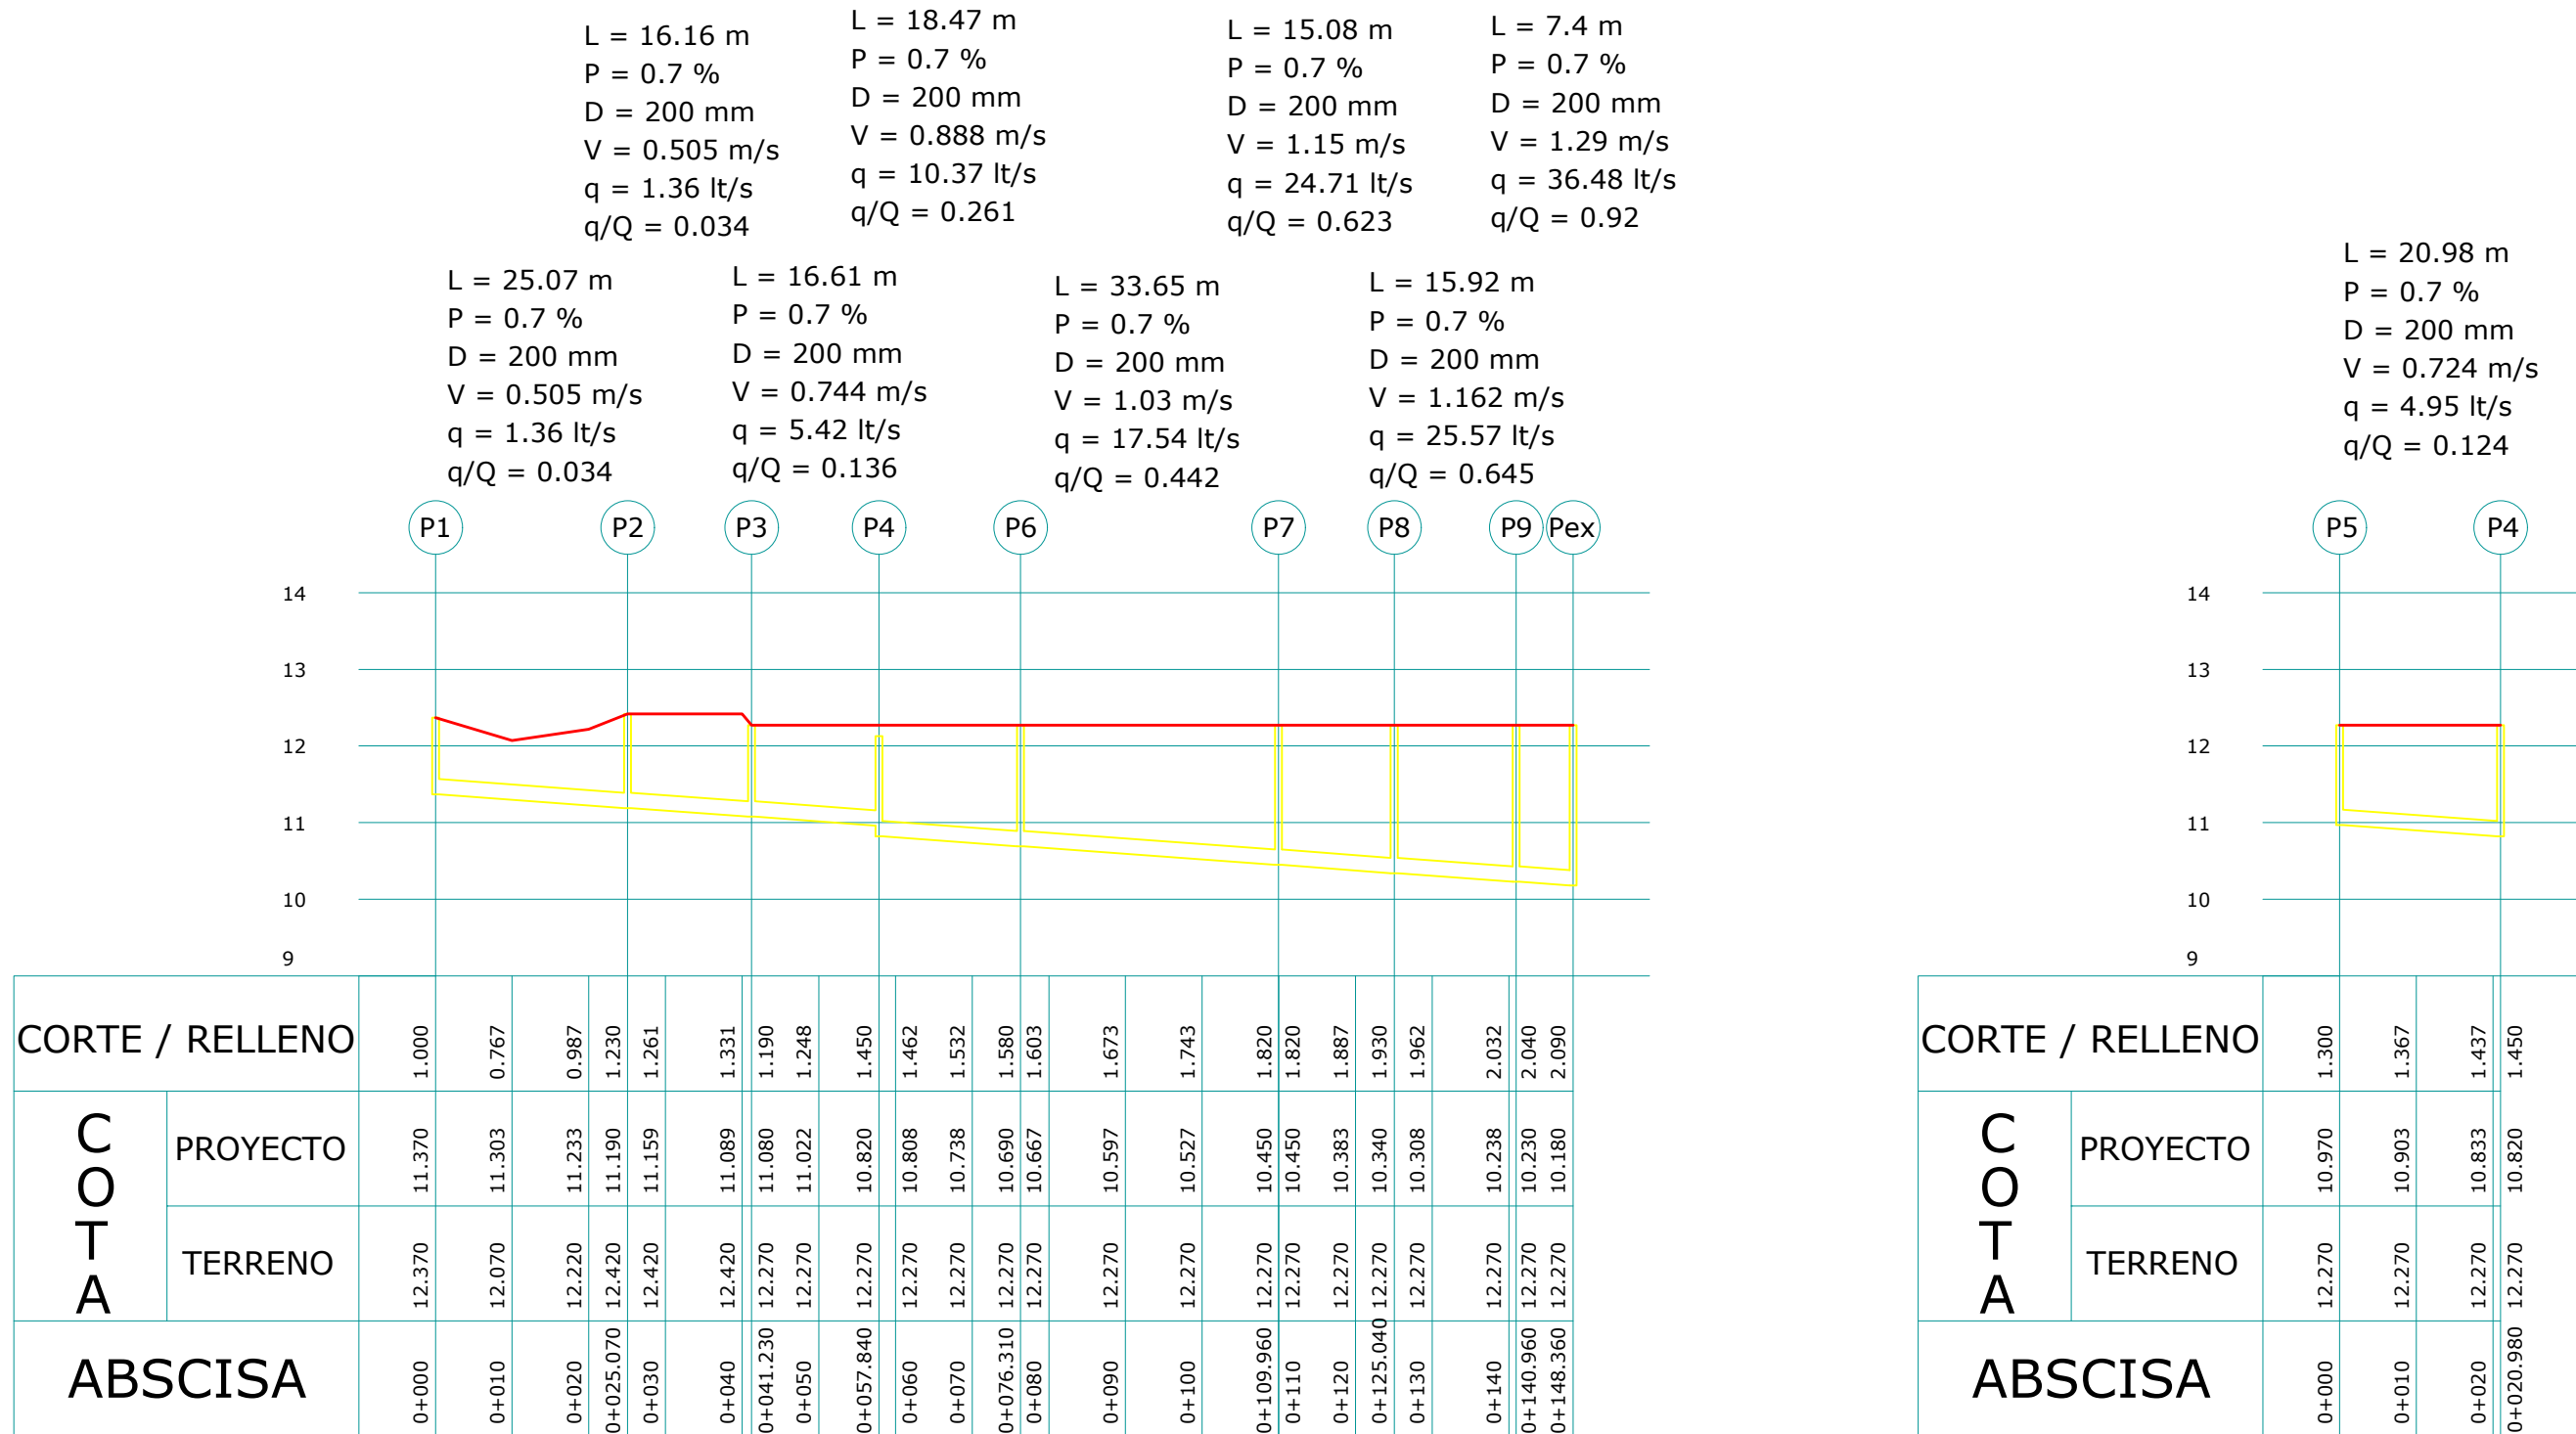 L = 16.16 m
P = 0.7 %
D = 200 mm
V = 0.505 m/s
q = 1.36 lt/s
q/Q = 0.034
L = 18.47 m
P = 0.7 %
D = 200 mm
V = 0.888 m/s
q = 10.37 lt/s
q/Q = 0.261
L = 15.08 m
P = 0.7 %
D = 200 mm
V = 1.15 m/s
q = 24.71 lt/s
q/Q = 0.623
L = 7.4 m
P = 0.7 %
D = 200 mm
V = 1.29 m/s
q = 36.48 lt/s
q/Q = 0.92
L = 25.07 m
P = 0.7 %
D = 200 mm
V = 0.505 m/s
q = 1.36 lt/s
q/Q = 0.034
L = 16.61 m
P = 0.7 %
D = 200 mm
V = 0.744 m/s
q = 5.42 lt/s
q/Q = 0.136
L = 33.65 m
P = 0.7 %
D = 200 mm
V = 1.03 m/s
q = 17.54 lt/s
q/Q = 0.442
L = 15.92 m
P = 0.7 %
D = 200 mm
V = 1.162 m/s
q = 25.57 lt/s
q/Q = 0.645
P1 P2 P3 P4 P6 P7 P8 P9 Pex
14
13
12
11
10
9
CORTE / RELLENO 1.000 0.767 0.987 1.230 1.261 1.331 1.190 1.248 1.450 1.462 1.532 1.580 1.603 1.673 1.743 1.820 1.820 1.887 1.930 1.962 2.032 2.040 2.090
COTA
PROYECTO 11.370 11.303 11.233 11.190 11.159 11.089 11.080 11.022 10.820 10.808 10.738 10.690 10.667 10.597 10.527 10.450 10.450 10.383 10.340 10.308 10.238 10.230 10.180
TERRENO 12.370 12.070 12.220 12.420 12.420 12.420 12.270 12.270 12.270 12.270 12.270 12.270 12.270 12.270 12.270 12.270 12.270 12.270 12.270 12.270 12.270 12.270 12.270
ABSCISA 0+000 0+010 0+020 0+025.070 0+030 0+040 0+041.230 0+050 0+057.840 0+060 0+070 0+076.310 0+080 0+090 0+100 0+109.960 0+110 0+120 0+125.040 0+130 0+140 0+140.960 0+148.360
L = 20.98 m
P = 0.7 %
D = 200 mm
V = 0.724 m/s
q = 4.95 lt/s
q/Q = 0.124
P5 P4
14
13
12
11
10
9
CORTE / RELLENO 1.300 1.367 1.437 1.450
COTA
PROYECTO 10.970 10.903 10.833 10.820
TERRENO 12.270 12.270 12.270 12.270
ABSCISA 0+000 0+010 0+020 0+020.980